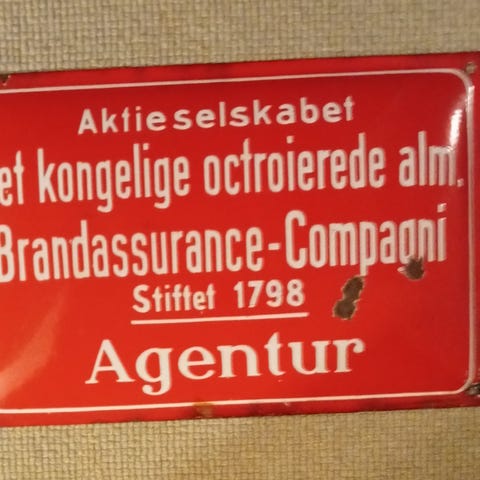 Aktieselskabet
et kongelige octroierede alm.
Brandassurance-Compagni
Stiftet 1798
Agentur